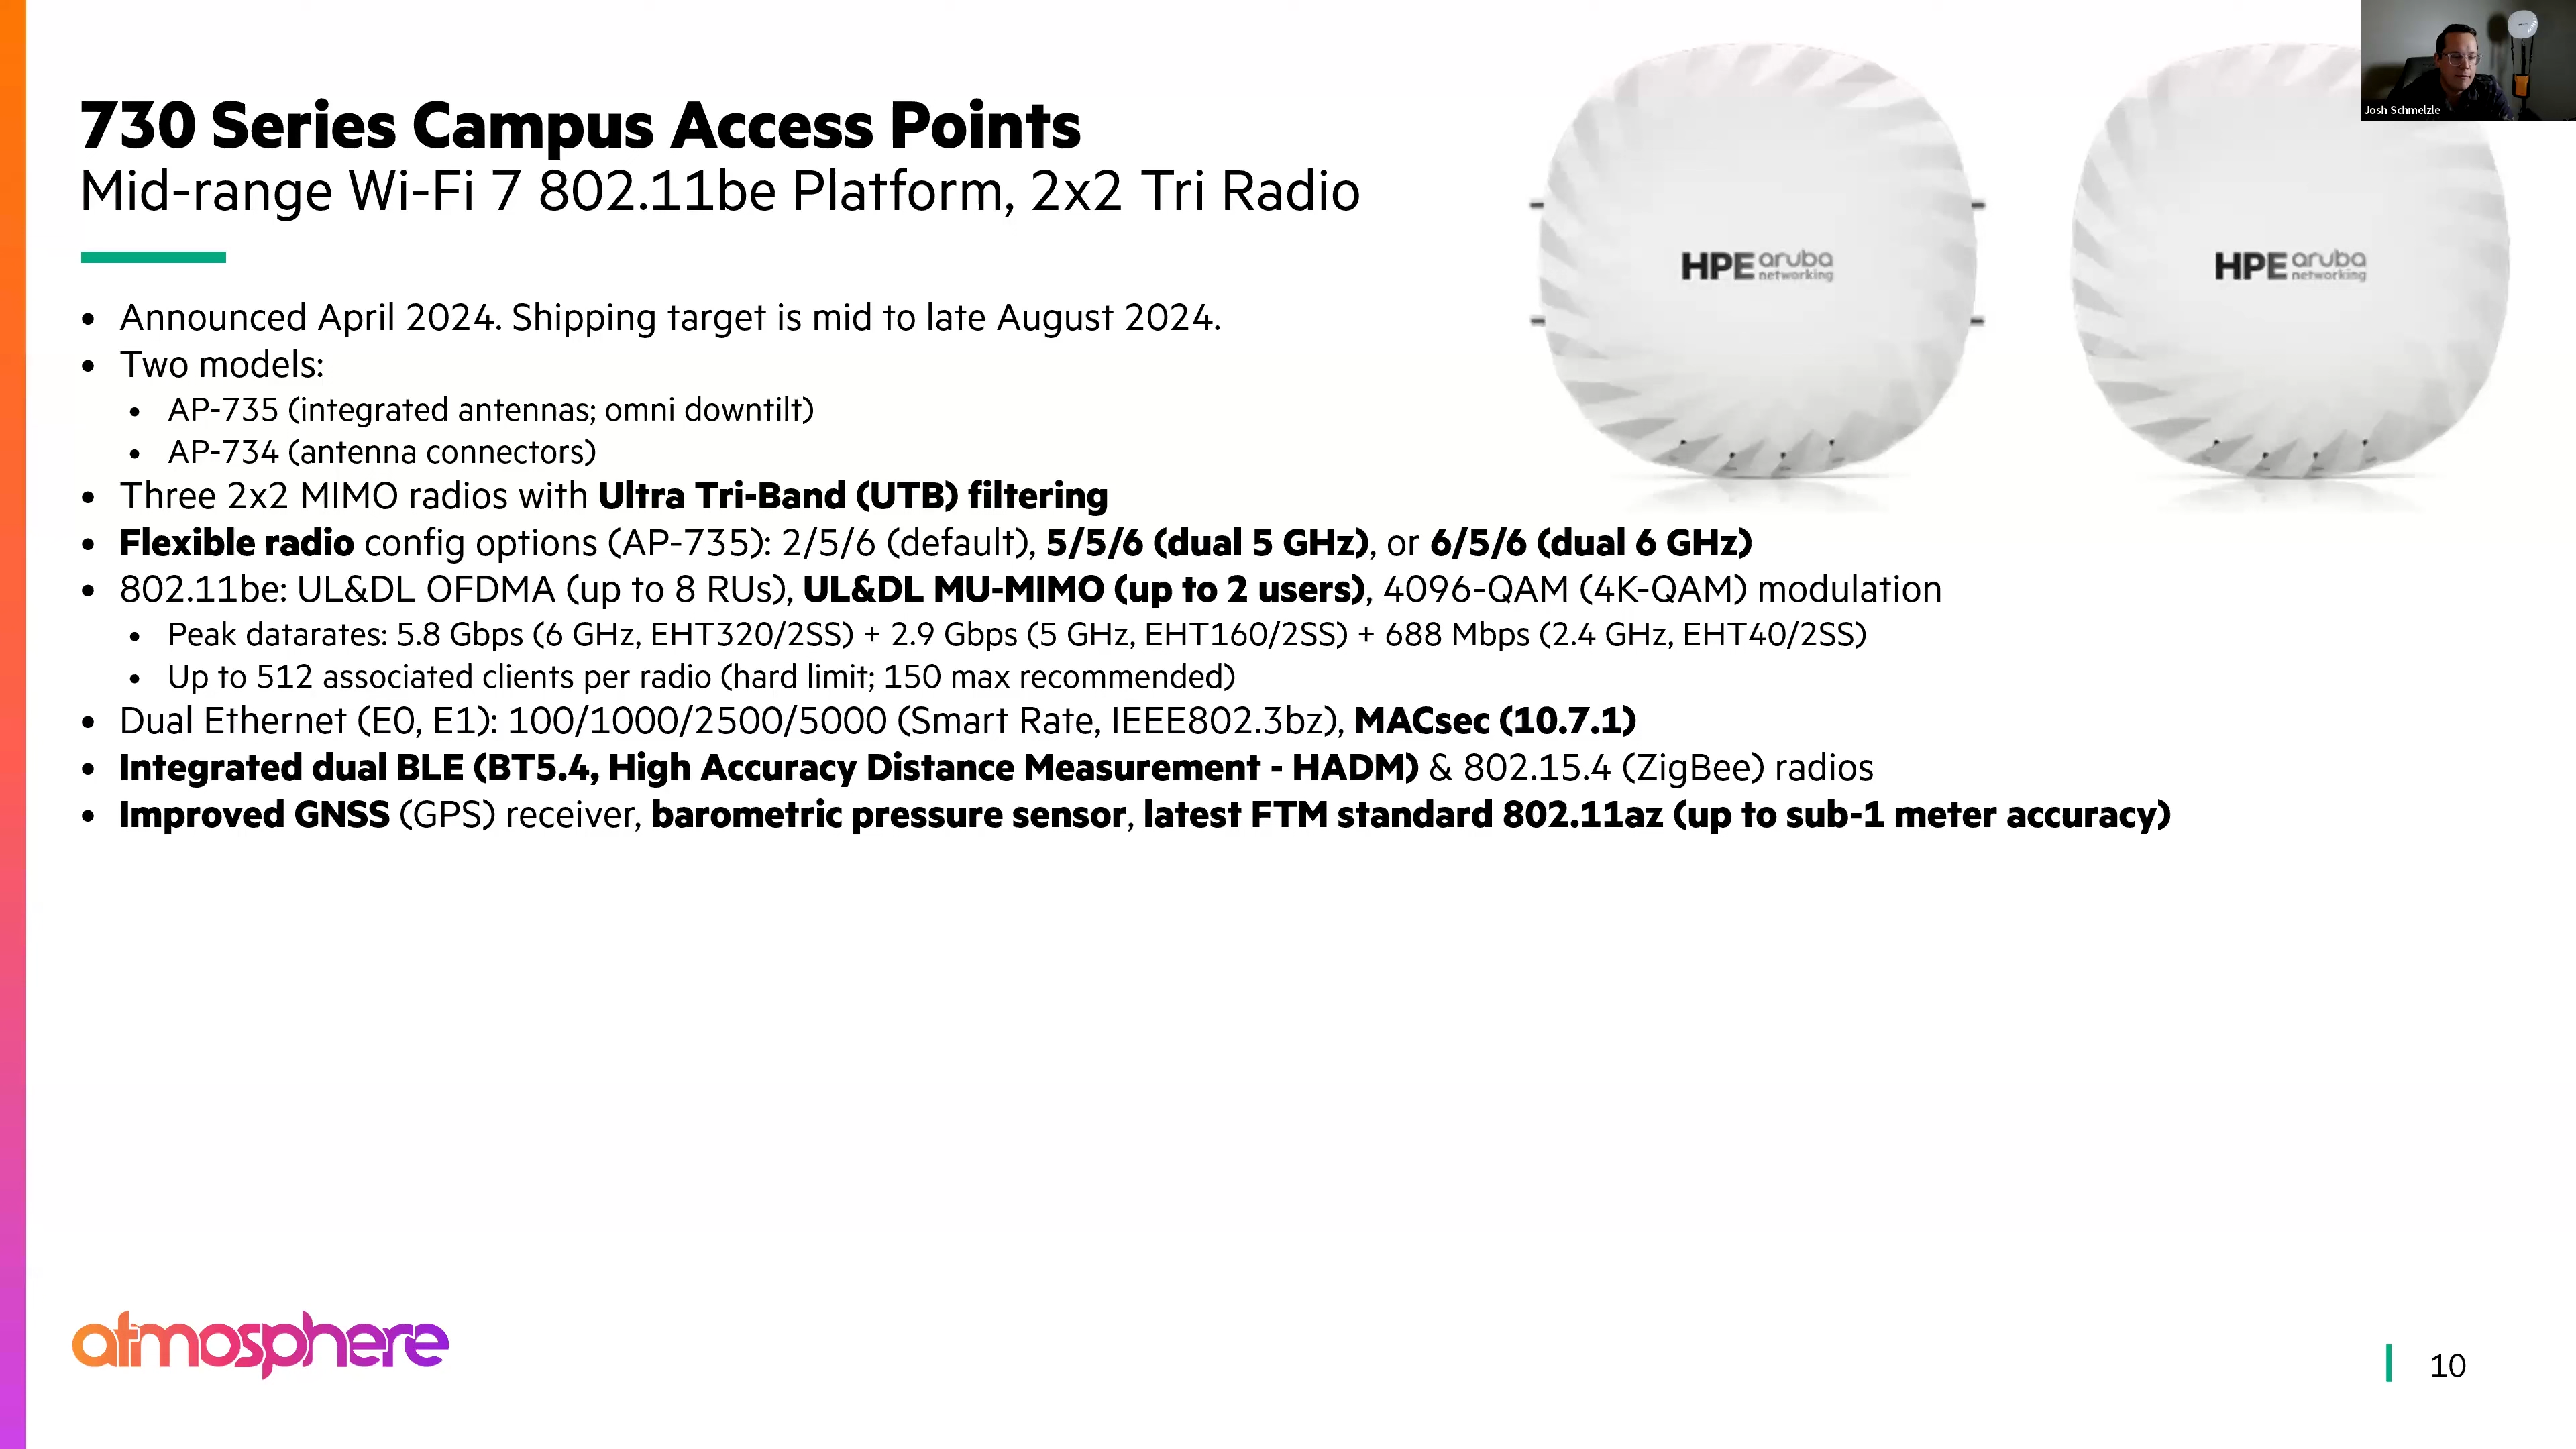 Josh Schmelzle
730 Series Campus Access Points
Mid-range Wi-Fi 7 802.11be Platform, 2x2 Tri Radio
HPE aruba networking
HPE aruba networking
• Announced April 2024. Shipping target is mid to late August 2024.
• Two models:
• AP-735 (integrated antennas; omni downtilt)
• AP-734 (antenna connectors)
• Three 2x2 MIMO radios with Ultra Tri-Band (UTB) filtering
• Flexible radio config options (AP-735): 2/5/6 (default), 5/5/6 (dual 5 GHz), or 6/5/6 (dual 6 GHz)
• 802.11be: UL&DL OFDMA (up to 8 RUs), UL&DL MU-MIMO (up to 2 users), 4096-QAM (4K-QAM) modulation
• Peak datarates: 5.8 Gbps (6 GHz, EHT320/2SS) + 2.9 Gbps (5 GHz, EHT160/2SS) + 688 Mbps (2.4 GHz, EHT40/2SS)
• Up to 512 associated clients per radio (hard limit; 150 max recommended)
• Dual Ethernet (E0, E1): 100/1000/2500/5000 (Smart Rate, IEEE802.3bz), MACsec (10.7.1)
• Integrated dual BLE (BT5.4, High Accuracy Distance Measurement - HADM) & 802.15.4 (ZigBee) radios
• Improved GNSS (GPS) receiver, barometric pressure sensor, latest FTM standard 802.11az (up to sub-1 meter accuracy)
atmosphere
10